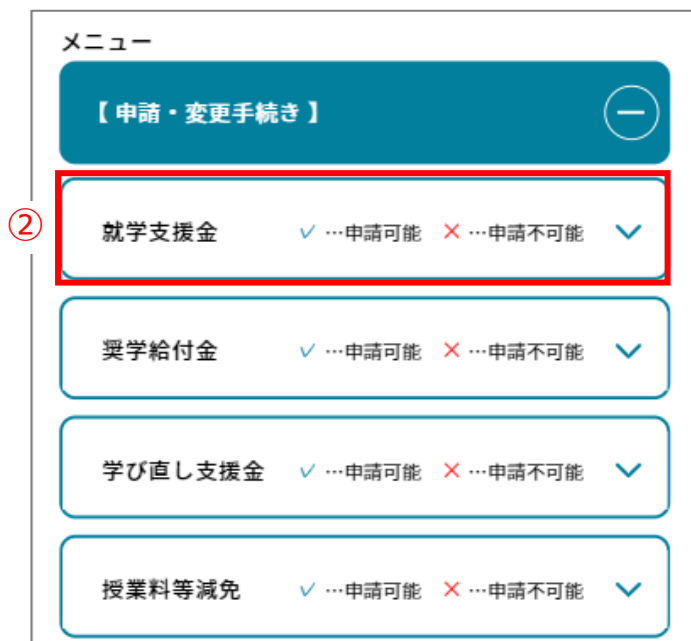 メニュー
【 申請・変更手続き 】
②
就学支援金 ✓ …申請可能 × …申請不可能
奨学給付金 ✓ …申請可能 × …申請不可能
学び直し支援金 ✓ …申請可能 × …申請不可能
授業料等減免 ✓ …申請可能 × …申請不可能